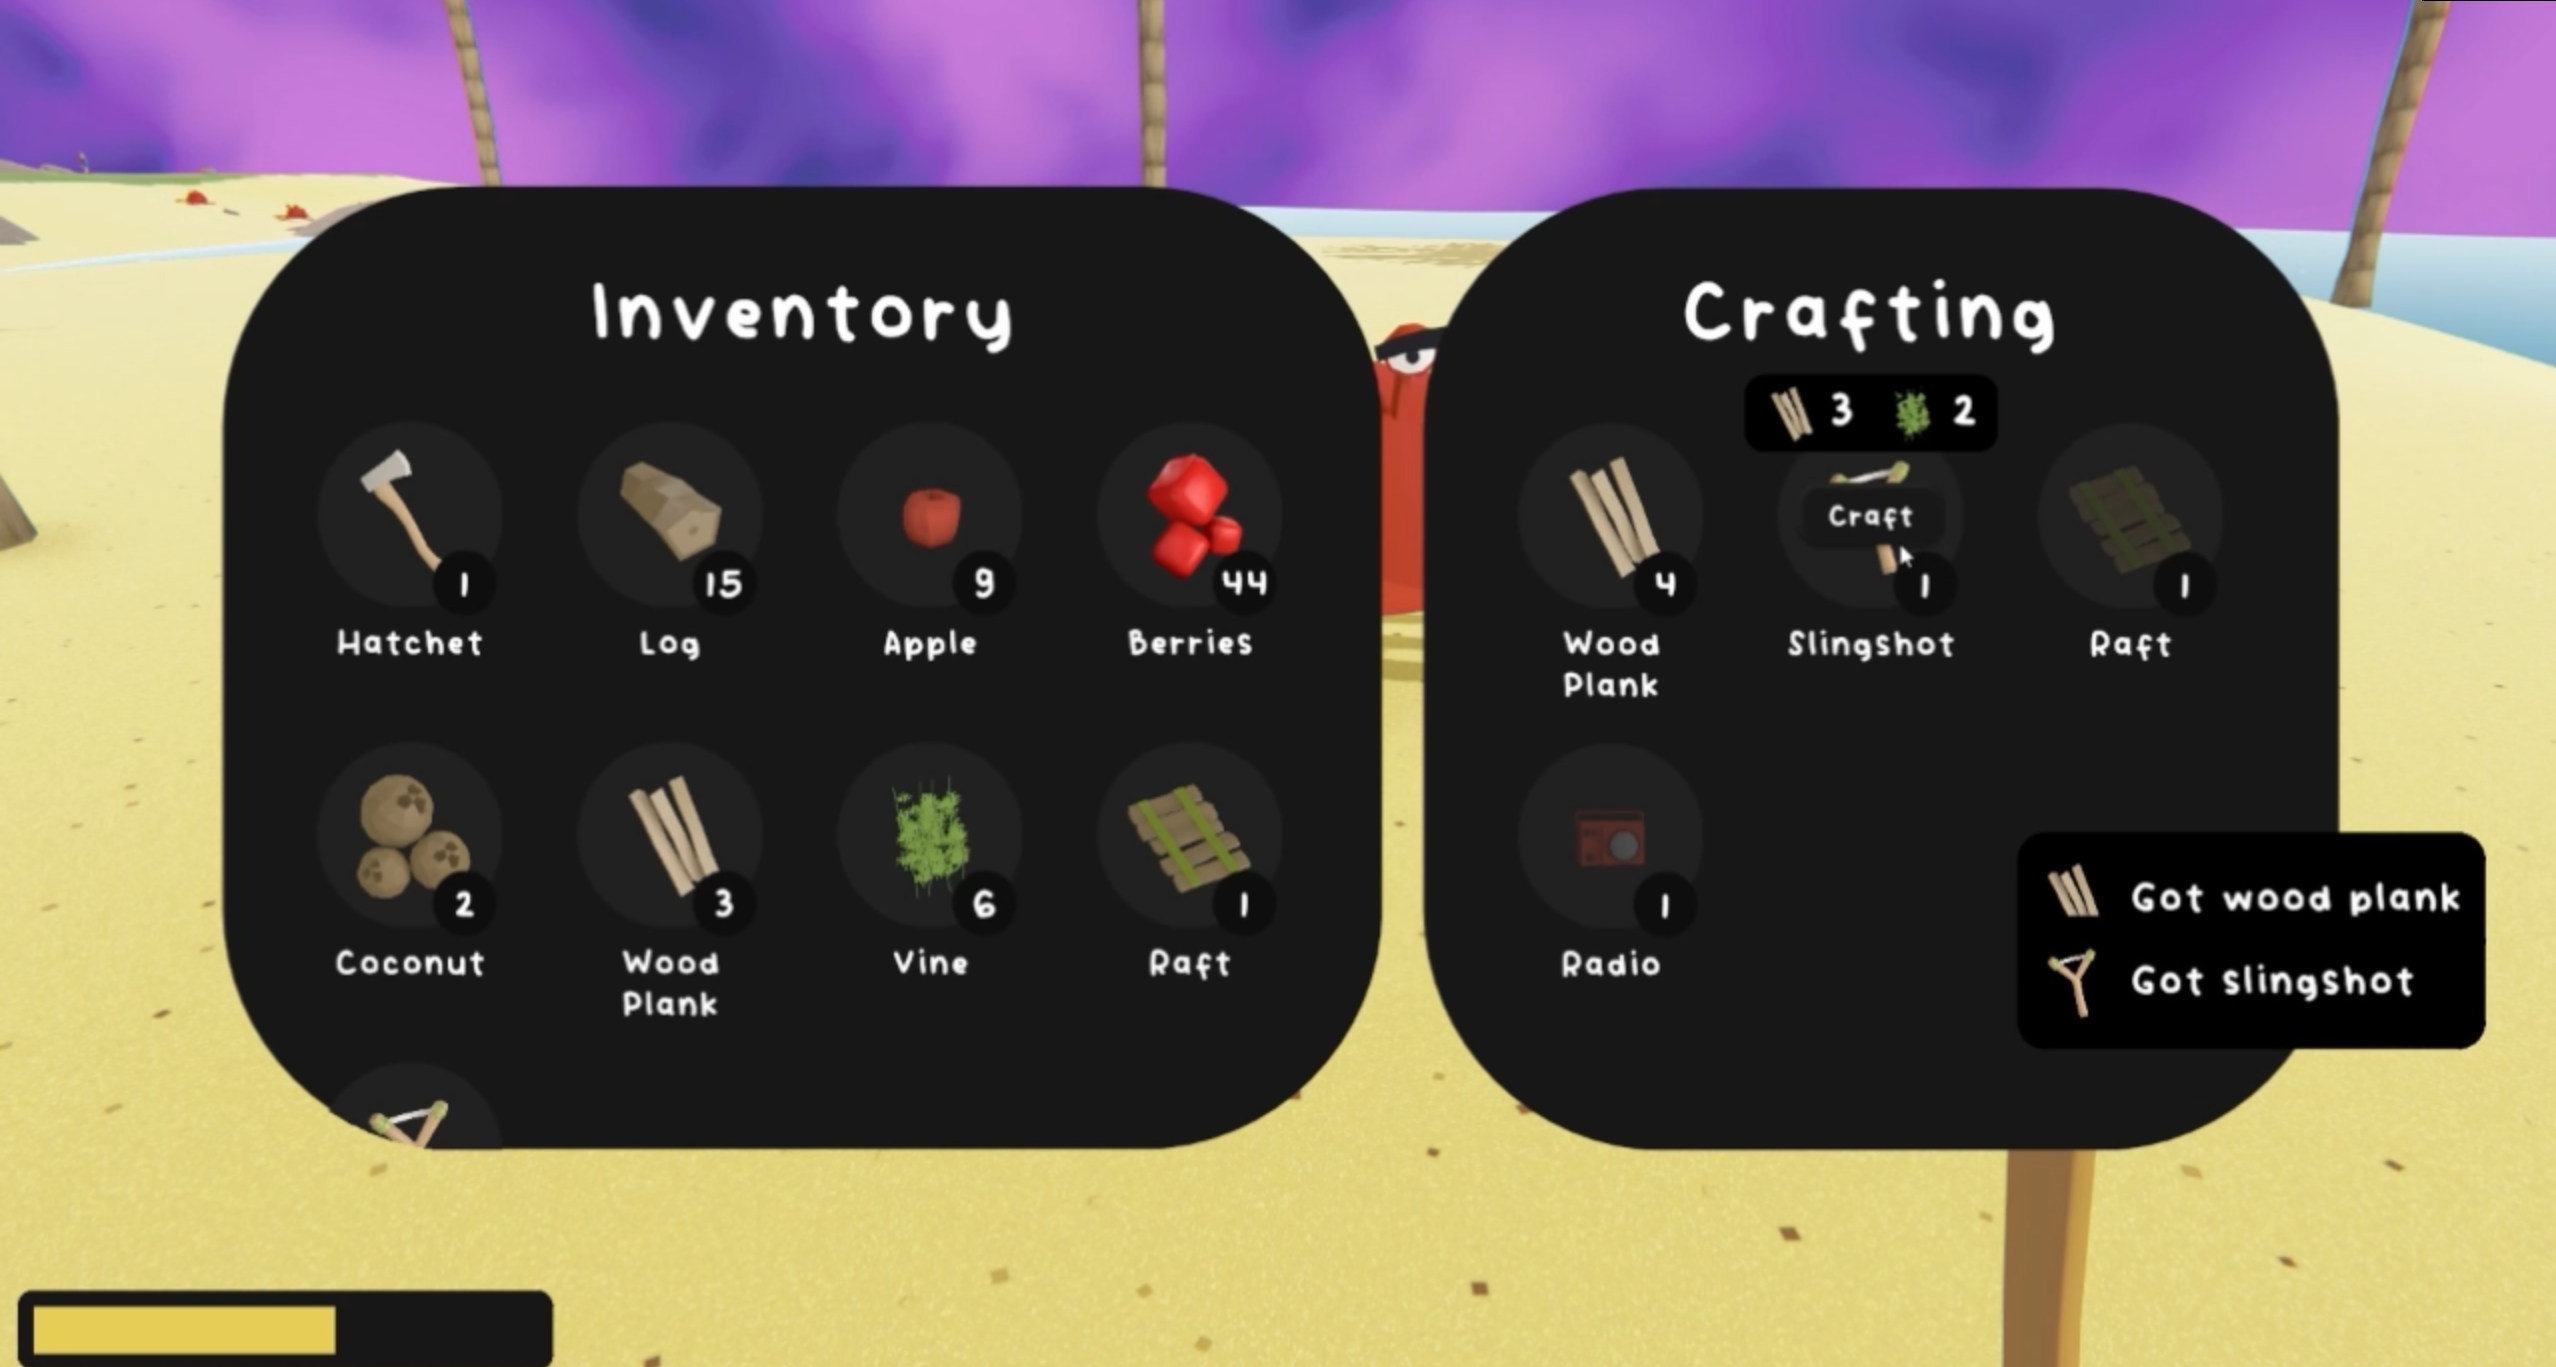 Inventory
1
15
9
44
Hatchet
Log
Apple
Berries
2
3
6
1
Coconut
Wood
Plank
Vine
Raft
Crafting
3
2
Craft
4
1
1
Wood
Plank
Slingshot
Raft
1
Radio
Got wood plank
Got slingshot